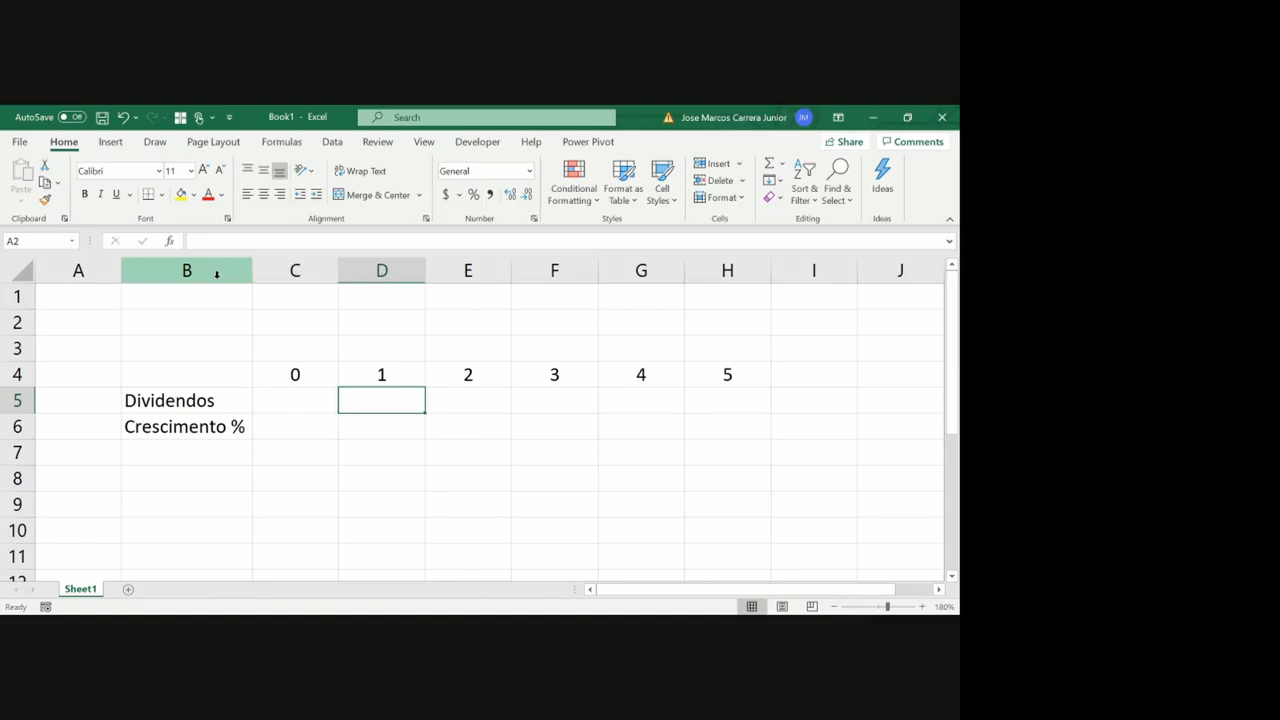 AutoSave Off Book1 - Excel Search Jose Marcos Carrera Junior JM
File Home Insert Draw Page Layout Formulas Data Review View Developer Help Power Pivot Share Comments
Paste Calibri 11 A A Wrap Text General Conditional Formatting Format as Table Cell Styles Insert Delete Format Sort & Filter Find & Select Ideas
B I U A Merge & Center $ %
Clipboard Font Alignment Number Styles Cells Editing Ideas
A2 fx
A B C D E F G H I J
1
2
3
4 0 1 2 3 4 5
5 Dividendos
6 Crescimento %
7
8
9
10
11
12
Sheet1
Ready 180%